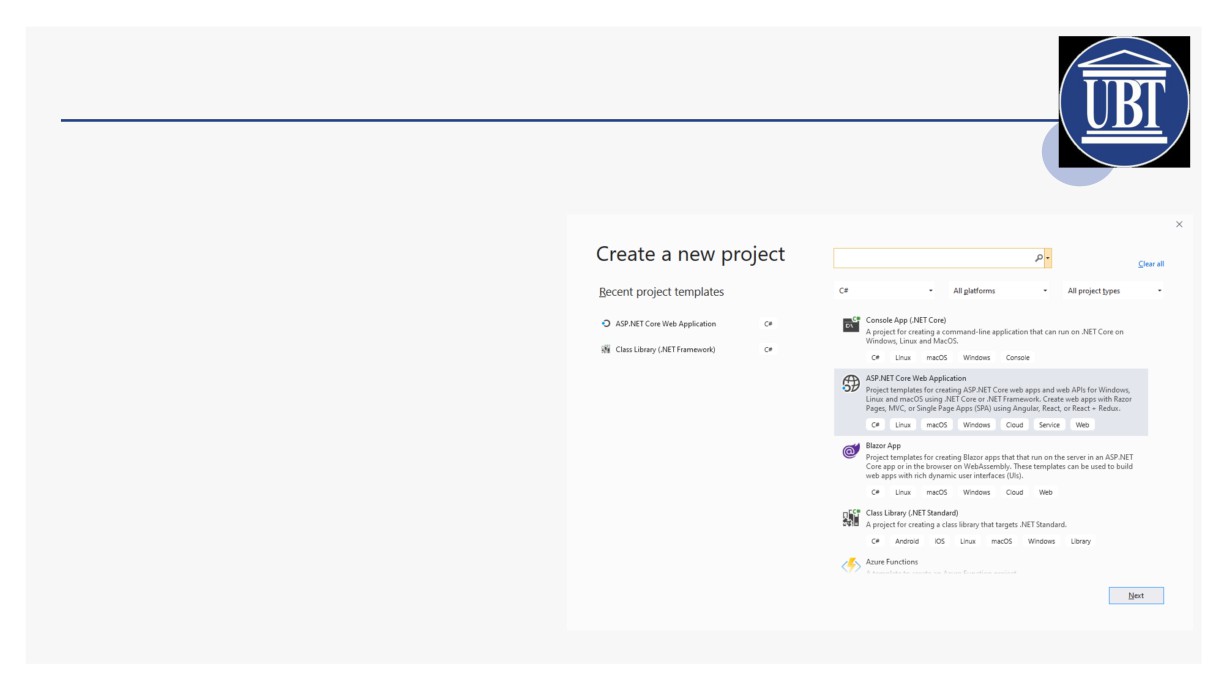 UBT
Create a new project
Clear all
Recent project templates
C#
All platforms
All project types
ASP.NET Core Web Application C#
Class Library (.NET Framework) C#
Console App (.NET Core)
A project for creating a command-line application that can run on .NET Core on
Windows, Linux and MacOS.
C# Linux macOS Windows Console
ASP.NET Core Web Application
Project templates for creating ASP.NET Core web apps and web APIs for Windows,
Linux and macOS using .NET Core or .NET Framework. Create web apps with Razor
Pages, MVC, or Single Page Apps (SPA) using Angular, React, or React + Redux.
C# Linux macOS Windows Cloud Service Web
Blazor App
Project templates for creating Blazor apps that that run on the server in an ASP.NET
Core app or in the browser on WebAssembly. These templates can be used to build
web apps with rich dynamic user interfaces (UIs).
C# Linux macOS Windows Cloud Web
Class Library (.NET Standard)
A project for creating a class library that targets .NET Standard.
C# Android iOS Linux macOS Windows Library
Azure Functions
Next